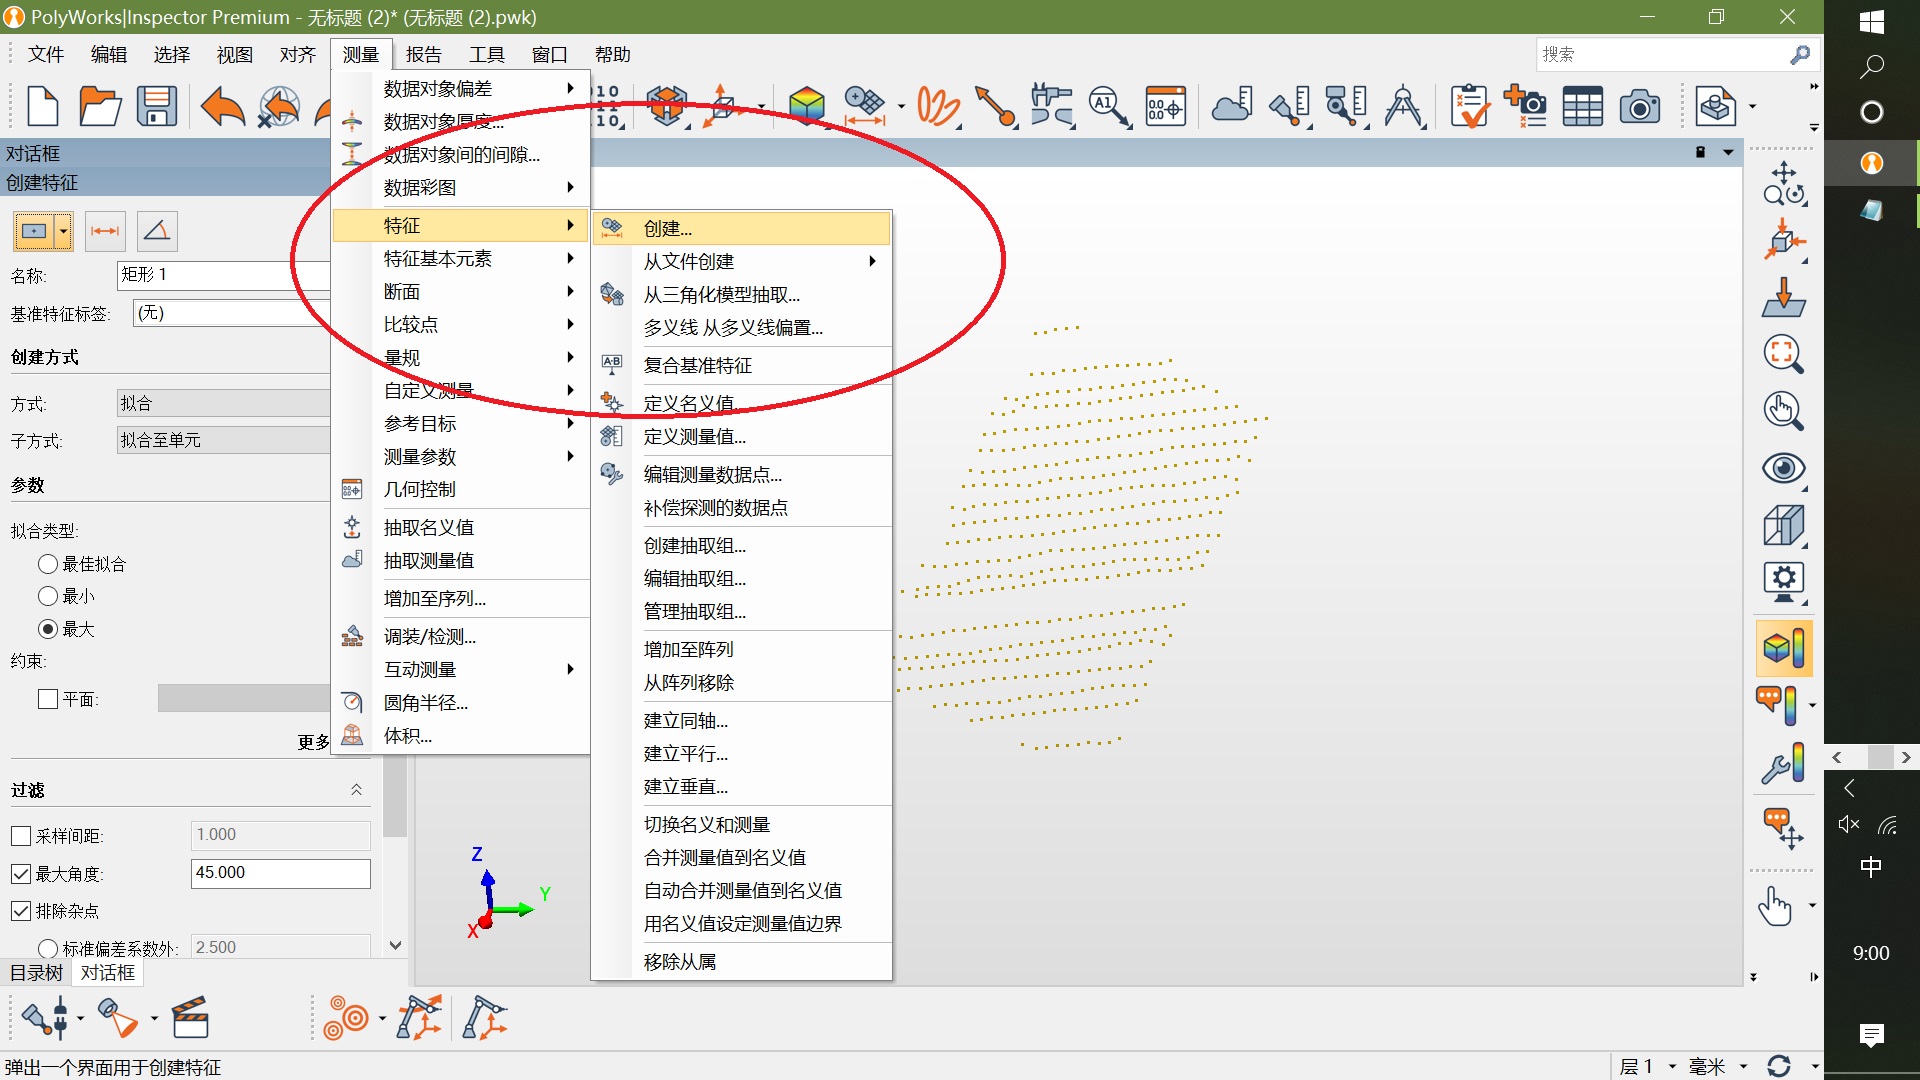 PolyWorks|Inspector Premium - 无标题 (2)* (无标题 (2).pwk)
文件 编辑 选择 视图 对齐 测量 报告 工具 窗口 帮助
搜索
对话框
创建特征
名称: 矩形 1
基准特征标签: (无)
创建方式
方式: 拟合
子方式: 拟合至单元
参数
拟合类型:
最佳拟合
最小
最大
约束:
平面:
更多
过滤
采样间距: 1.000
最大角度: 45.000
排除杂点
标准偏差系数外: 2.500
目录树 对话框
数据对象偏差
数据对象厚度...
数据对象间的间隙...
数据彩图
特征
特征基本元素
断面
比较点
量规
自定义测量
参考目标
测量参数
几何控制
抽取名义值
抽取测量值
增加至序列...
调装/检测...
互动测量
圆角半径...
体积...
创建...
从文件创建
从三角化模型抽取...
多义线 从多义线偏置...
复合基准特征
定义名义值...
定义测量值...
编辑测量数据点...
补偿探测的数据点
创建抽取组...
编辑抽取组...
管理抽取组...
增加至阵列
从阵列移除
建立同轴...
建立平行...
建立垂直...
切换名义和测量
合并测量值到名义值
自动合并测量值到名义值
用名义值设定测量值边界
移除从属
Z
Y
X
弹出一个界面用于创建特征
层 1 毫米
中
9:00